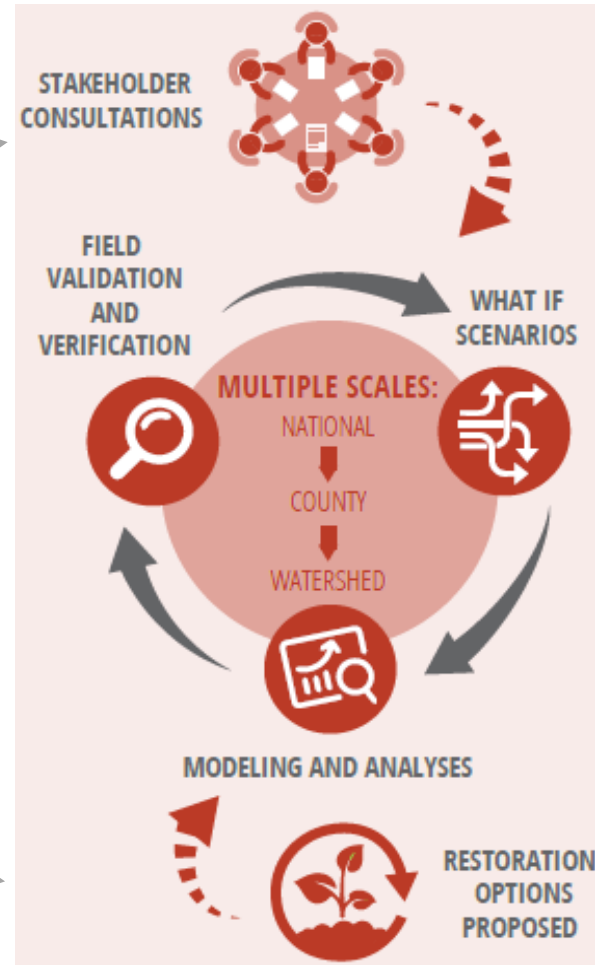 STAKEHOLDER
CONSULTATIONS
FIELD
VALIDATION
AND
VERIFICATION
WHAT IF
SCENARIOS
MULTIPLE SCALES:
NATIONAL
COUNTY
WATERSHED
MODELING AND ANALYSES
RESTORATION
OPTIONS
PROPOSED